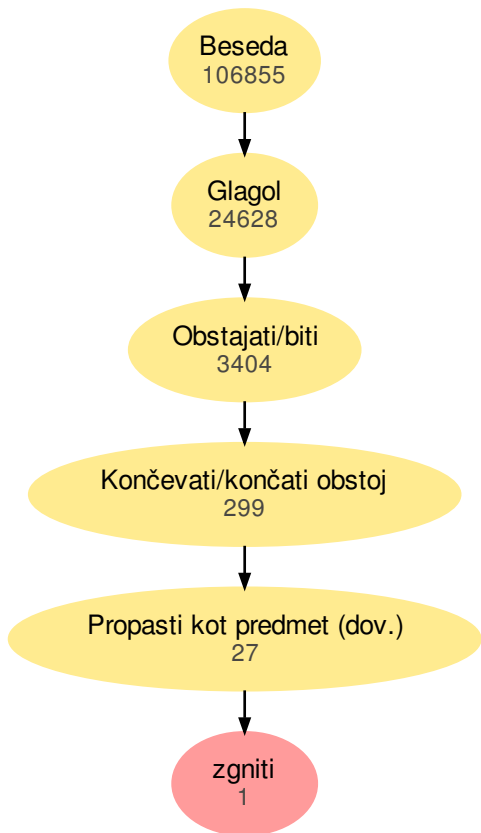 Beseda
106855
Glagol
24628
Obstajati/biti
3404
Končevati/končati obstoj
299
Propasti kot predmet (dov.)
27
zgniti
1